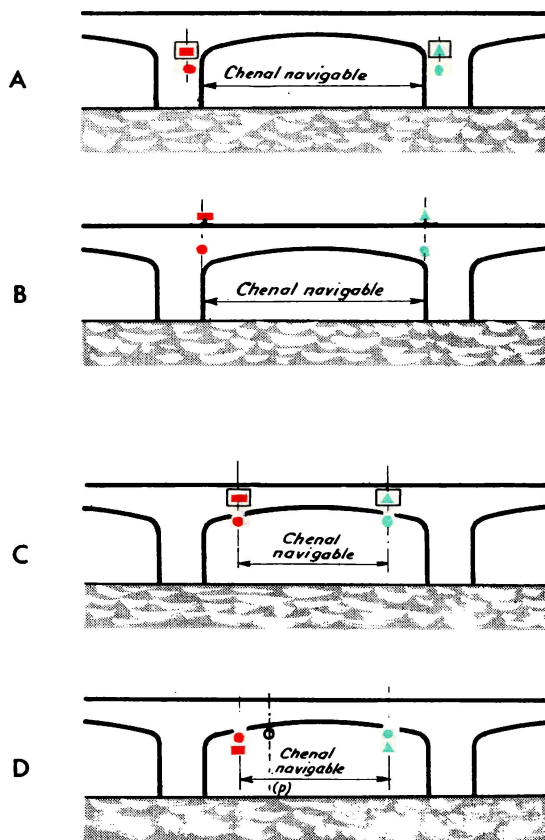 A
Chenal navigable
B
Chenal navigable
C
Chenal
navigable
D
Chenal
navigable
(p)